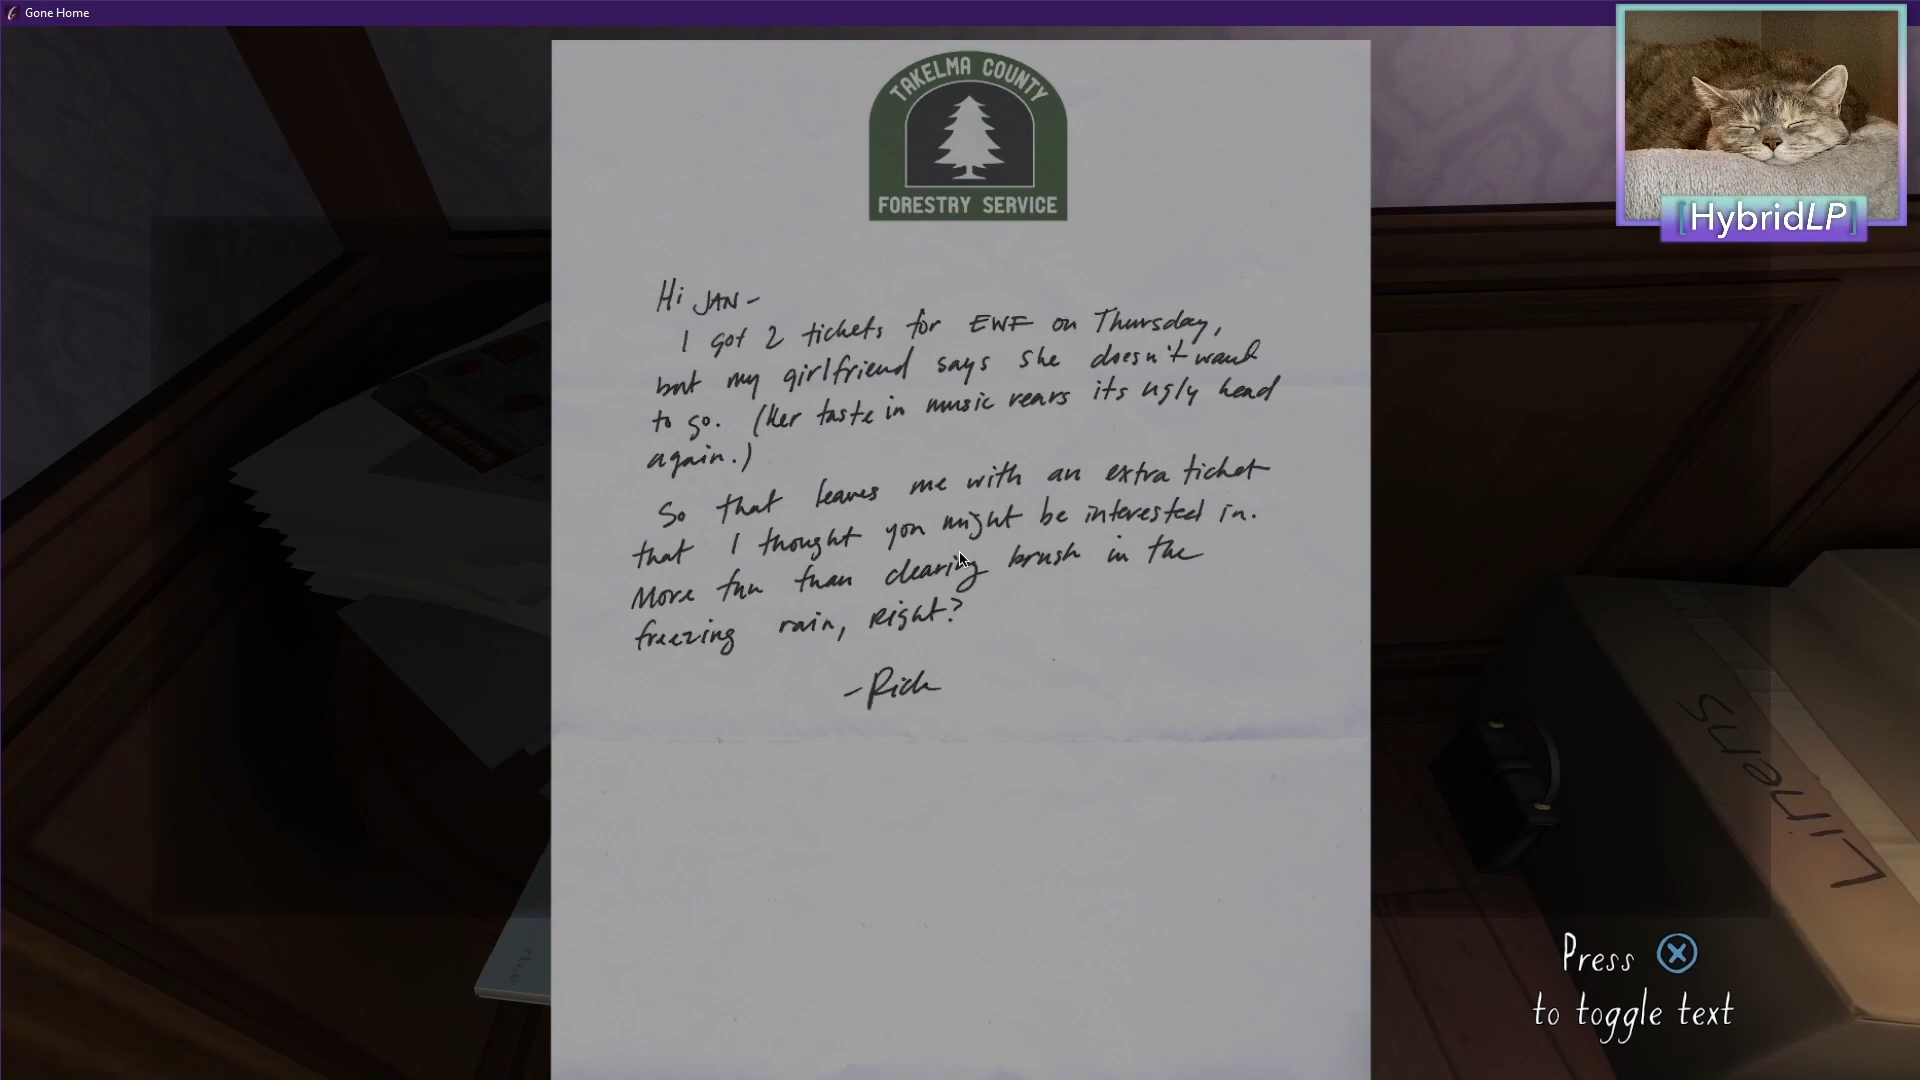 Gone Home
TAKELMA COUNTY
FORESTRY SERVICE
[HybridLP]
Hi JAN-
I got 2 tickets for EWF on Thursday,
but my girlfriend says she doesn't want
to go. (Her taste in music rears its ugly head
again.)
So that leaves me with an extra ticket
that I thought you might be interested in.
More fun than clearing brush in the
freezing rain, Right?
-Rick
LINENS
Press
to toggle text